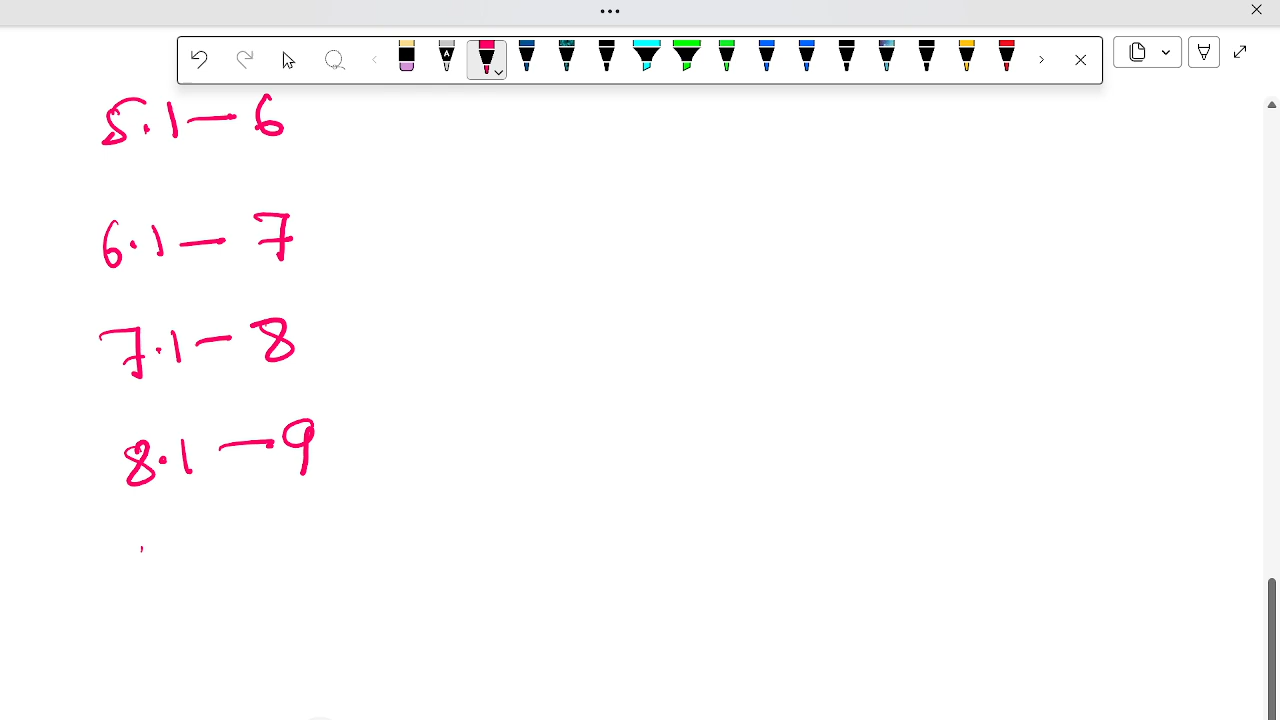 5.1 – 6
6.1 – 7
7.1 – 8
8.1 – 9